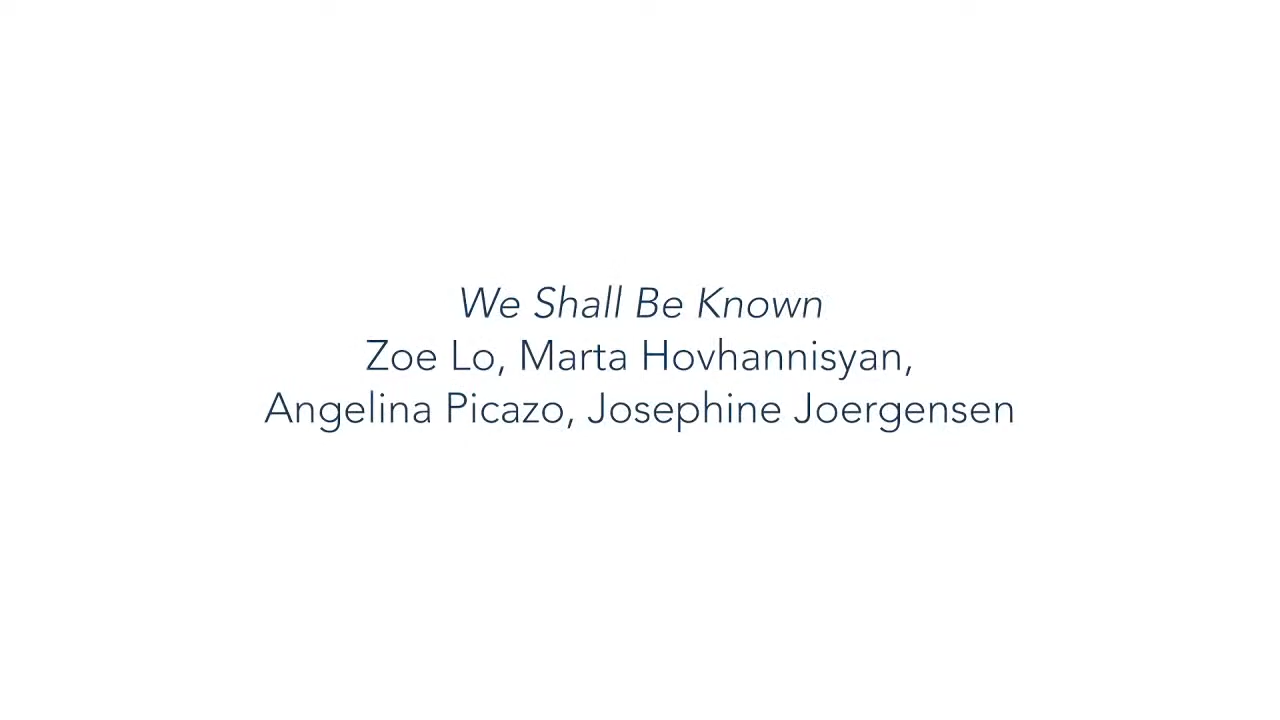 We Shall Be Known
Zoe Lo, Marta Hovhannisyan,
Angelina Picazo, Josephine Joergensen